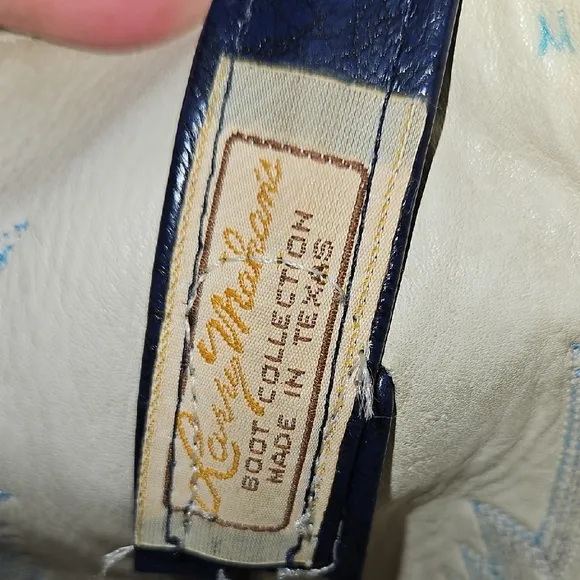 Larry Mahan's
BOOT COLLECTION
MADE IN TEXAS